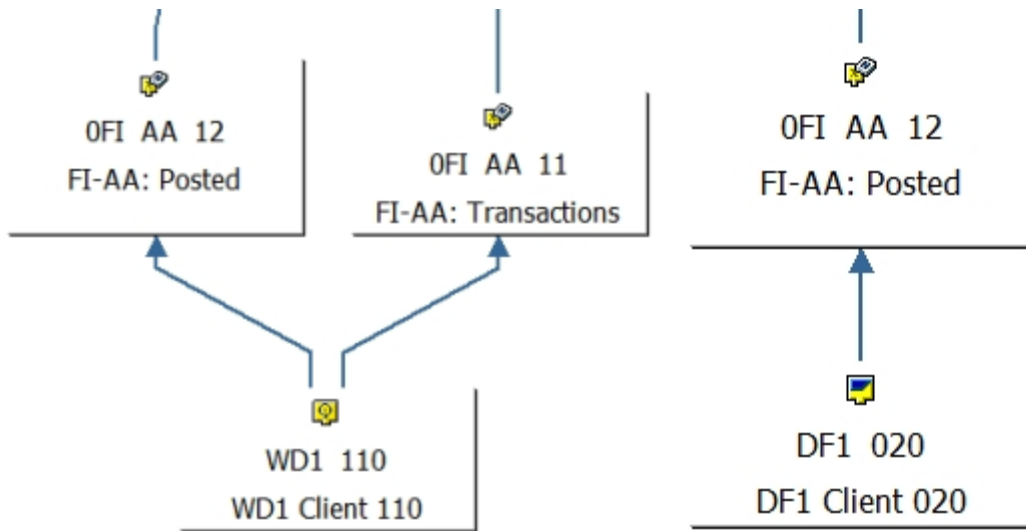 0FI AA 12
FI-AA: Posted
0FI AA 11
FI-AA: Transactions
0FI AA 12
FI-AA: Posted
WD1 110
WD1 Client 110
DF1 020
DF1 Client 020